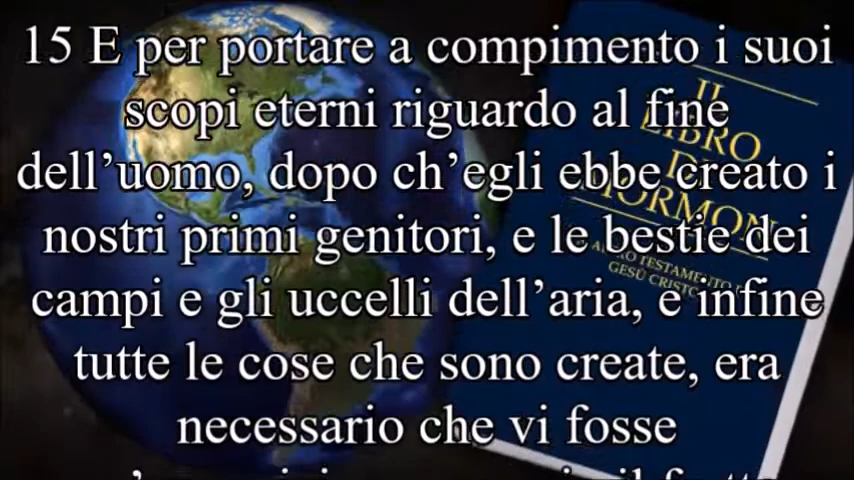 15 E per portare a compimento i suoi
scopi eterni riguardo al fine
dell'uomo, dopo ch'egli ebbe creato i
nostri primi genitori, e le bestie dei
campi e gli uccelli dell'aria, e infine
tutte le cose che sono create, era
necessario che vi fosse
IL
LIBRO
DI
MORMON
TESTAMENTO
GESÙ CRISTO